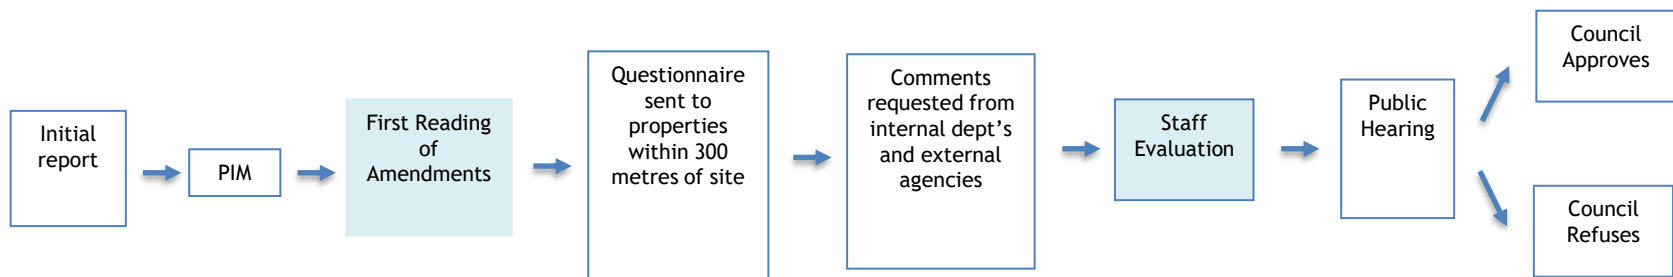 Initial
report
PIM
First Reading
of
Amendments
Questionnaire
sent to
properties
within 300
metres of site
Comments
requested from
internal dept’s
and external
agencies
Staff
Evaluation
Public
Hearing
Council
Approves
Council
Refuses